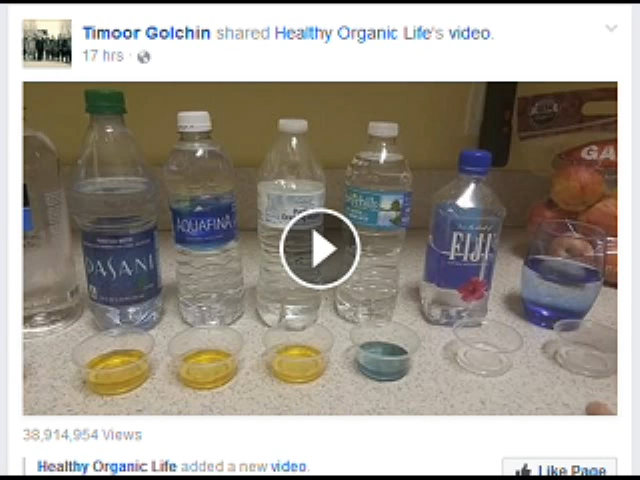 Timoor Golchin shared Healthy Organic Life's video.
17 hrs
GA
DASANI
AQUAFINA
FIJI
38,914,954 Views
Healthy Organic Life added a new video.
Like Page